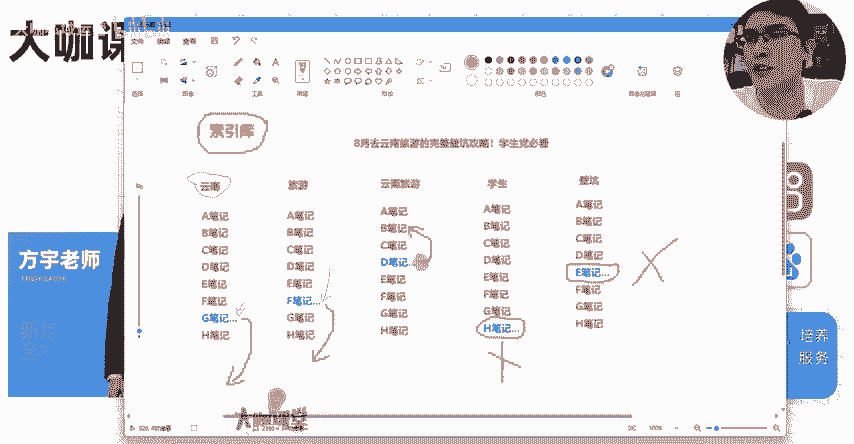 大咖课
文件
查看
工具
形状
颜色
索引库
8月去云南旅游的完整避坑攻略！学生党必看
云南
旅游
云南旅游
学生
避坑
A笔记
B笔记
C笔记
D笔记
E笔记
F笔记
G笔记...
H笔记
A笔记
B笔记
C笔记
D笔记
E笔记
F笔记...
G笔记
H笔记
A笔记
B笔记
C笔记
D笔记...
E笔记
F笔记
G笔记
H笔记
A笔记
B笔记
C笔记
D笔记
E笔记
F笔记
G笔记
H笔记...
A笔记
B笔记
C笔记
D笔记
E笔记...
F笔记
G笔记
H笔记
方宇老师
培养
服务
大咖课堂
100%